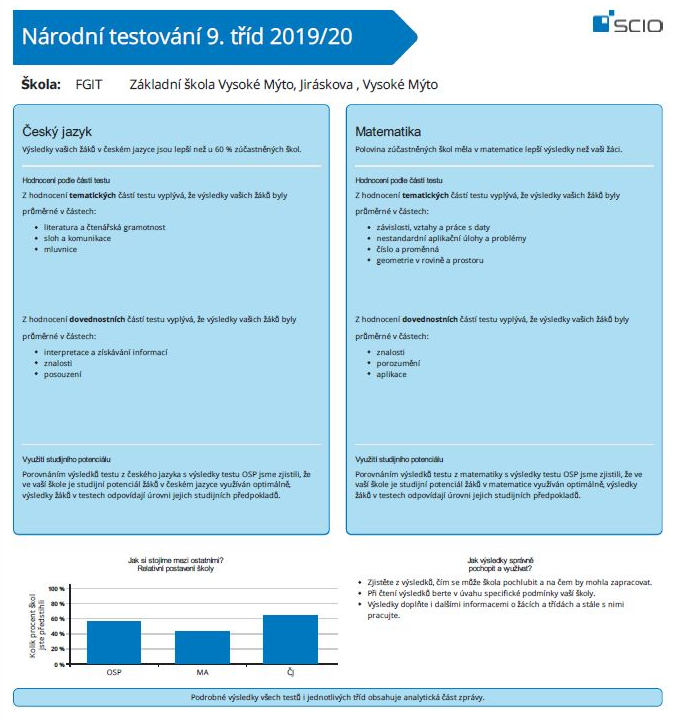 Národní testování 9. tříd 2019/20
SCIO
Škola: FGIT Základní škola Vysoké Mýto, Jiráskova , Vysoké Mýto
Český jazyk
Výsledky vašich žáků v českém jazyce jsou lepší než u 60 % zúčastněných škol.
Hodnocení podle částí testu
Z hodnocení tematických částí testu vyplývá, že výsledky vašich žáků byly
průměrné v částech:
• literatura a čtenářská gramotnost
• sloh a komunikace
• mluvnice
Z hodnocení dovednostních částí testu vyplývá, že výsledky vašich žáků byly
průměrné v částech:
• interpretace a získávání informací
• znalosti
• posouzení
Využití studijního potenciálu
Porovnáním výsledků testu z českého jazyka s výsledky testu OSP jsme zjistili, že
ve vaší škole je studijní potenciál žáků v českém jazyce využíván optimálně,
výsledky žáků v testech odpovídají úrovni jejich studijních předpokladů.
Matematika
Polovina zúčastněných škol měla v matematice lepší výsledky než vaši žáci.
Hodnocení podle částí testu
Z hodnocení tematických částí testu vyplývá, že výsledky vašich žáků byly
průměrné v částech:
• závislosti, vztahy a práce s daty
• nestandardní aplikační úlohy a problémy
• číslo a proměnná
• geometrie v rovině a prostoru
Z hodnocení dovednostních částí testu vyplývá, že výsledky vašich žáků byly
průměrné v částech:
• znalosti
• porozumění
• aplikace
Využití studijního potenciálu
Porovnáním výsledků testu z matematiky s výsledky testu OSP jsme zjistili, že ve
vaší škole je studijní potenciál žáků v matematice využíván optimálně, výsledky
žáků v testech odpovídají úrovni jejich studijních předpokladů.
Jak si stojíme mezi ostatními?
Relativní postavení školy
Kolik procent škol
jste předstihli
100 %
80 %
60 %
40 %
20 %
0 %
OSP MA ČJ
Jak výsledky správně
pochopit a využívat?
• Zjistěte z výsledků, čím se může škola pochlubit a na čem by mohla zapracovat.
• Při čtení výsledků berte v úvahu specifické podmínky vaší školy.
• Výsledky doplňte i dalšími informacemi o žácích a třídách a stále s nimi
pracujte.
Podrobné výsledky všech testů i jednotlivých tříd obsahuje analytická část zprávy.